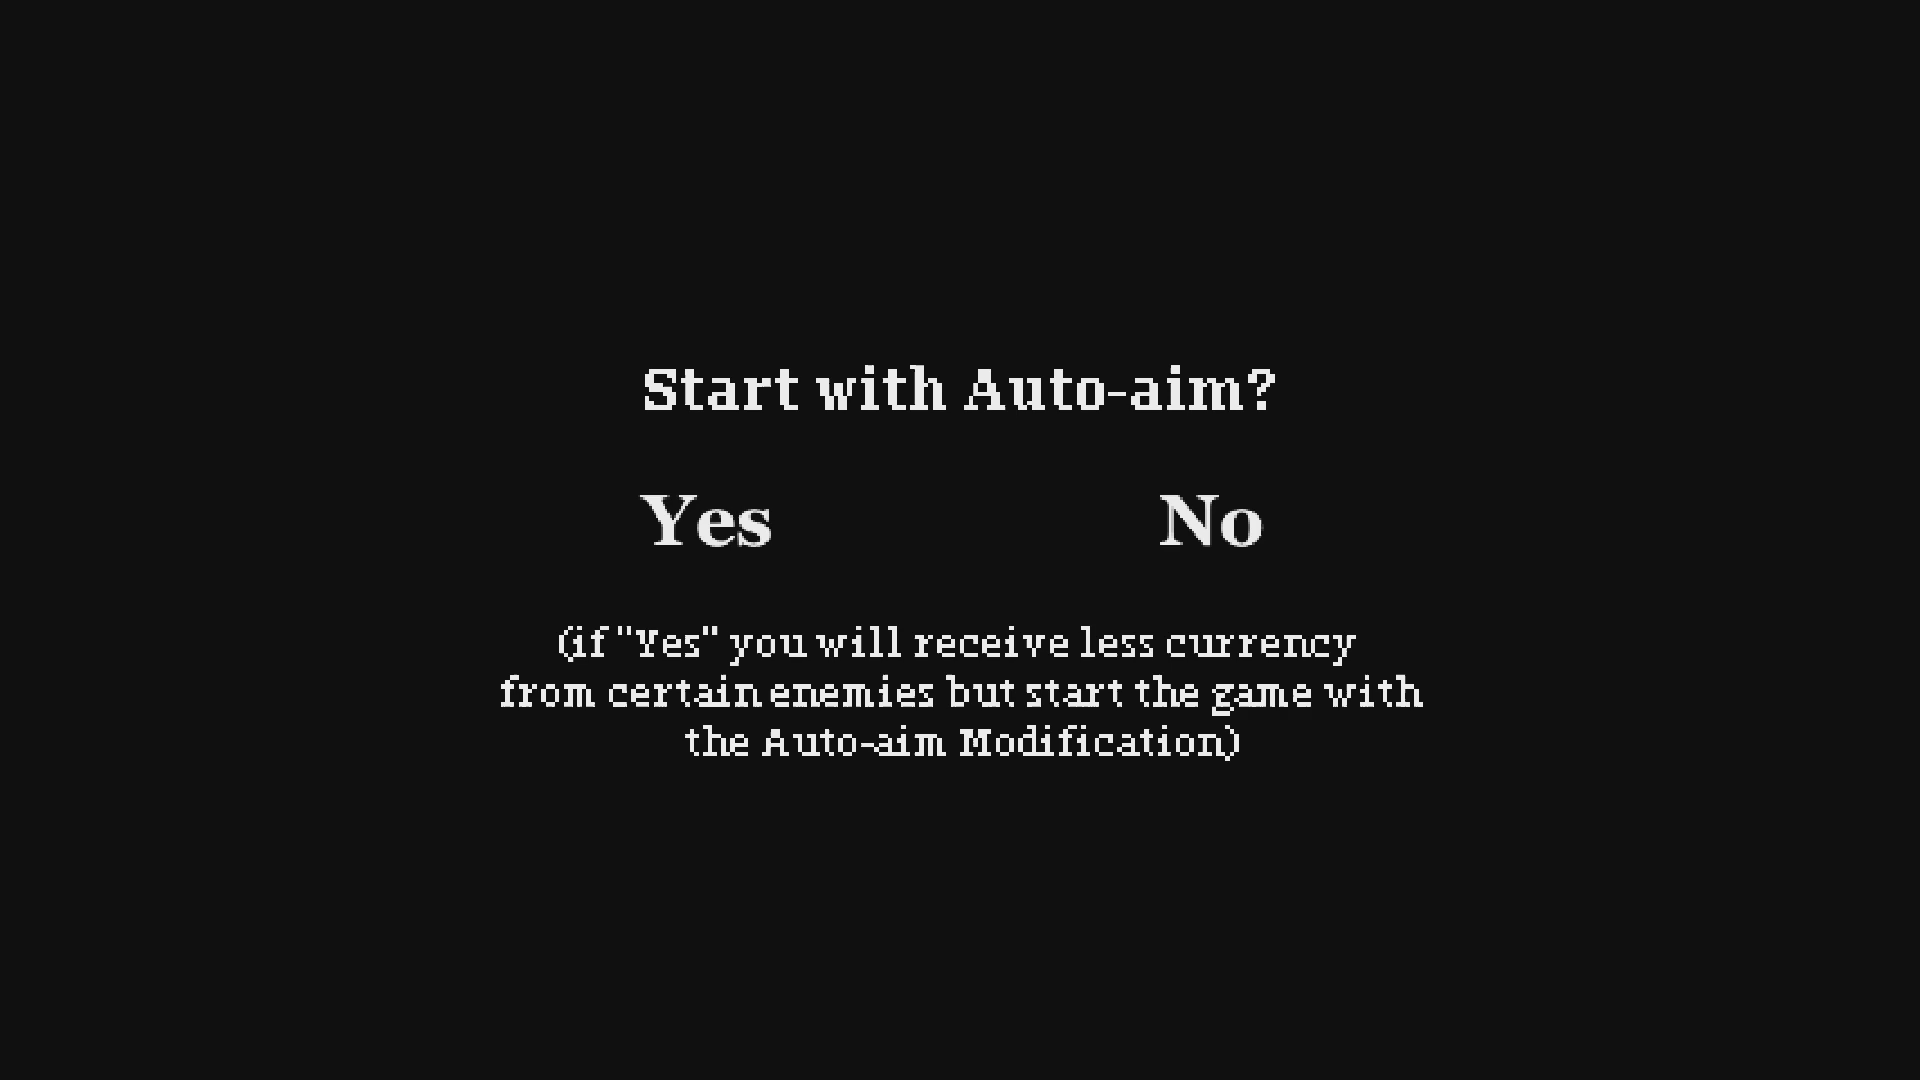 Start with Auto-aim?
Yes No
(if "Yes" you will receive less currency
from certain enemies but start the game with
the Auto-aim Modification)